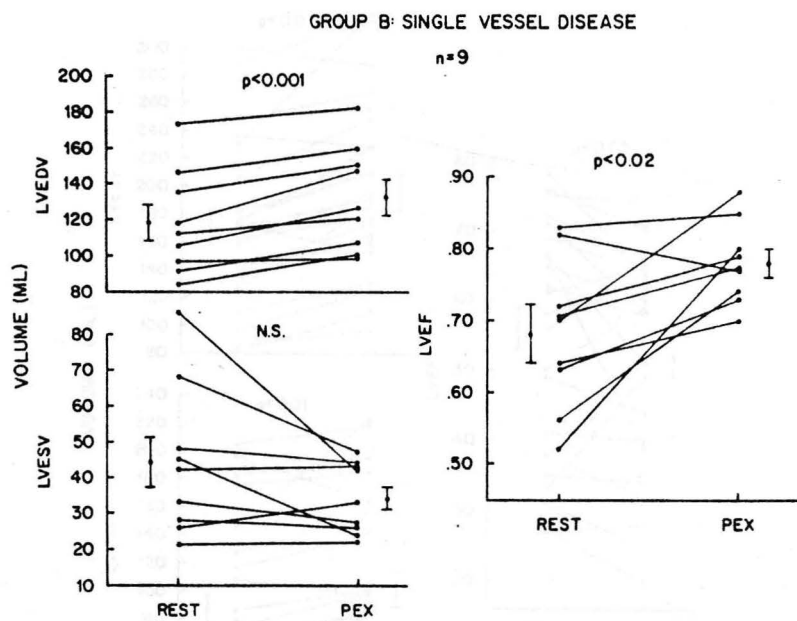 GROUP B: SINGLE VESSEL DISEASE
n=9
p<0.001
200
180
160
140
120
100
80
LVEDV
VOLUME (ML)
N.S.
80
70
60
50
40
30
20
10
LVESV
REST
PEX
p<0.02
.90
.80
.70
.60
.50
LVEF
REST
PEX